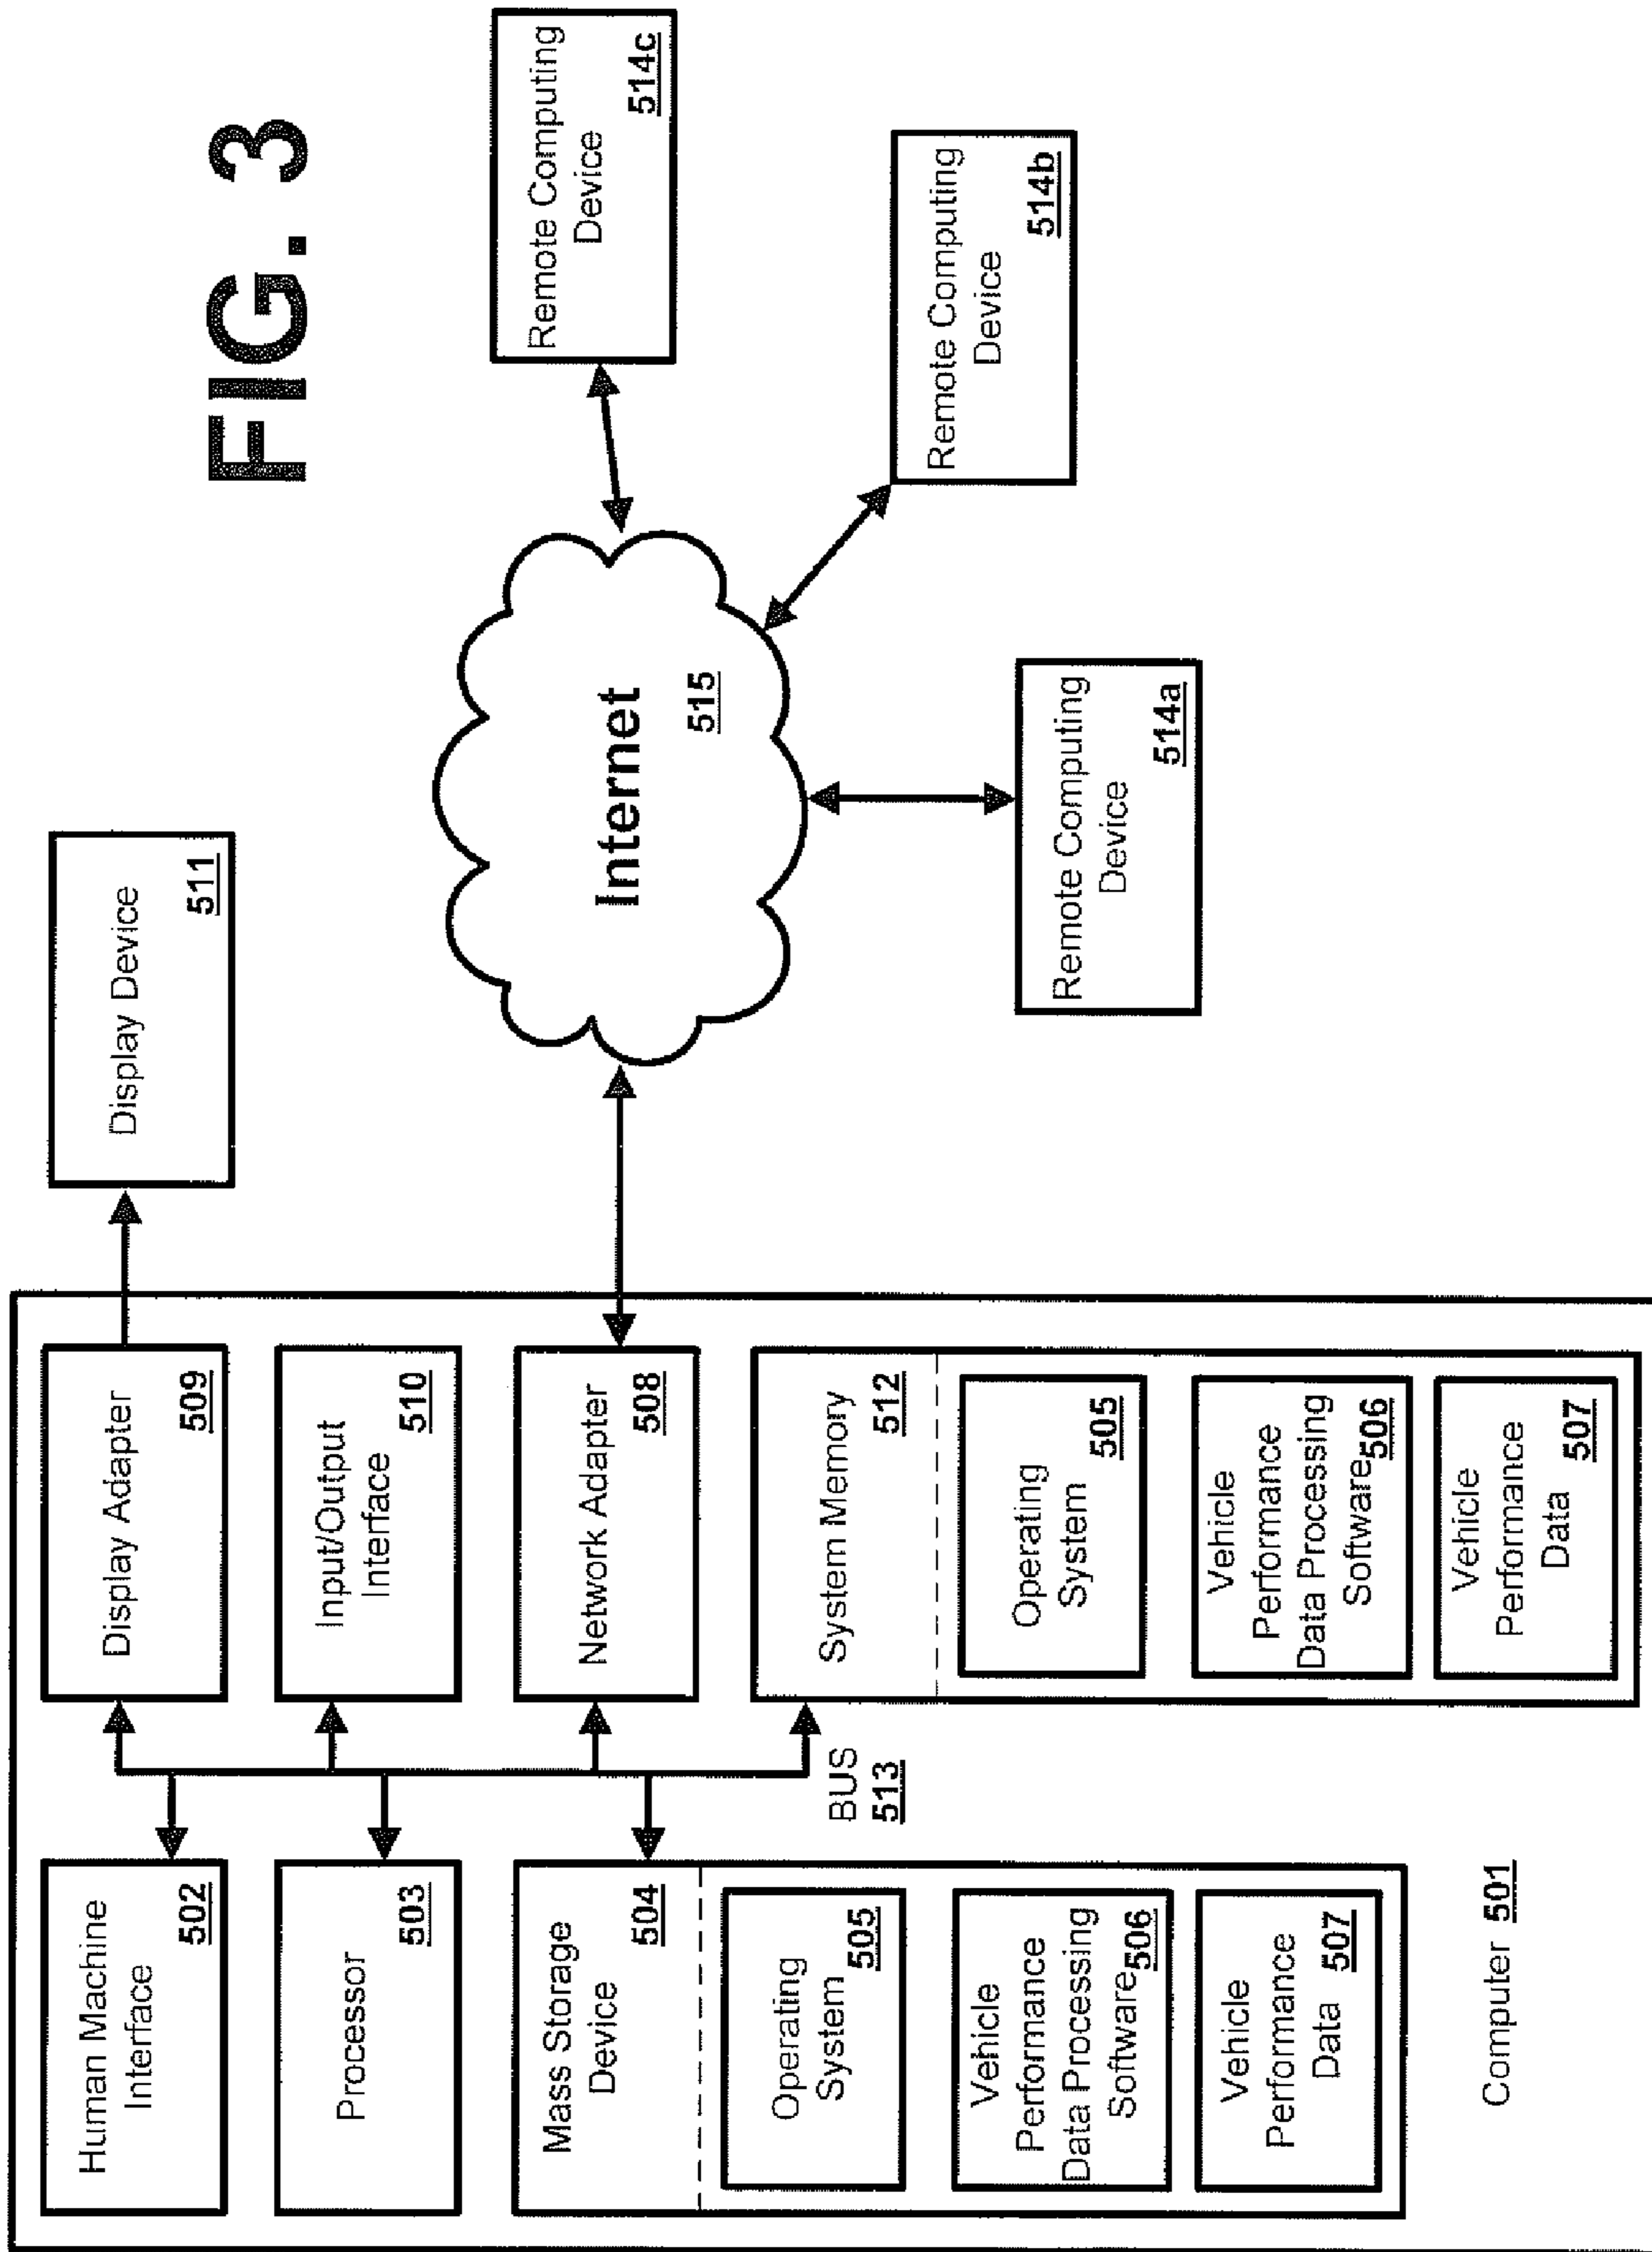 FIG. 3
Human Machine
Interface
502
Processor
503
Mass Storage
Device
504
Operating
System
505
Vehicle
Performance
Data Processing
Software
506
Vehicle
Performance
Data
507
Computer 501
BUS
513
Display Adapter
509
Input/Output
Interface
510
Network Adapter
508
System Memory
512
Operating
System
505
Vehicle
Performance
Data Processing
Software
506
Vehicle
Performance
Data
507
Display Device
511
Internet
515
Remote Computing
Device
514a
Remote Computing
Device
514b
Remote Computing
Device
514c